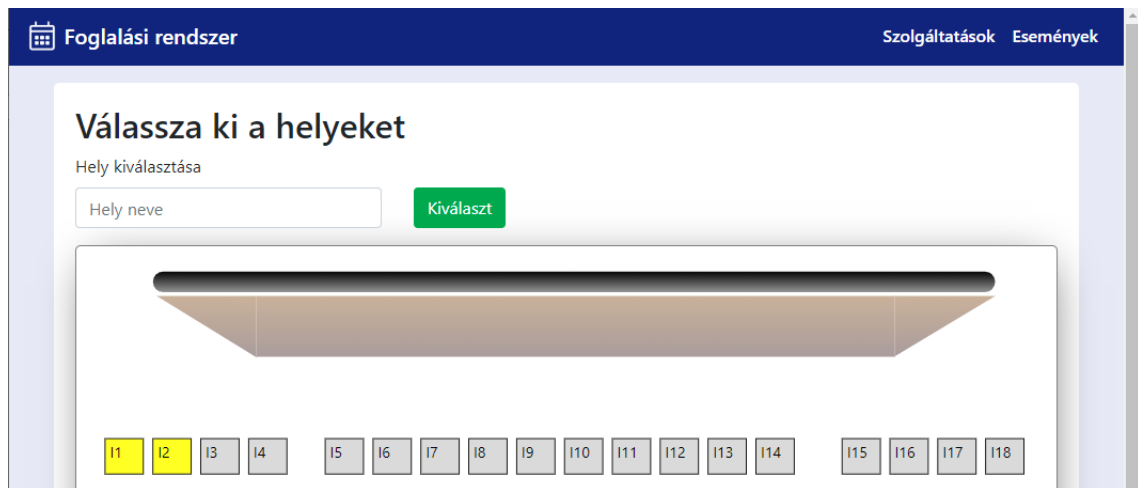 Foglalási rendszer Szolgáltatások Események
Válassza ki a helyeket
Hely kiválasztása
Hely neve Kiválaszt
I1 I2 I3 I4 I5 I6 I7 I8 I9 I10 I11 I12 I13 I14 I15 I16 I17 I18